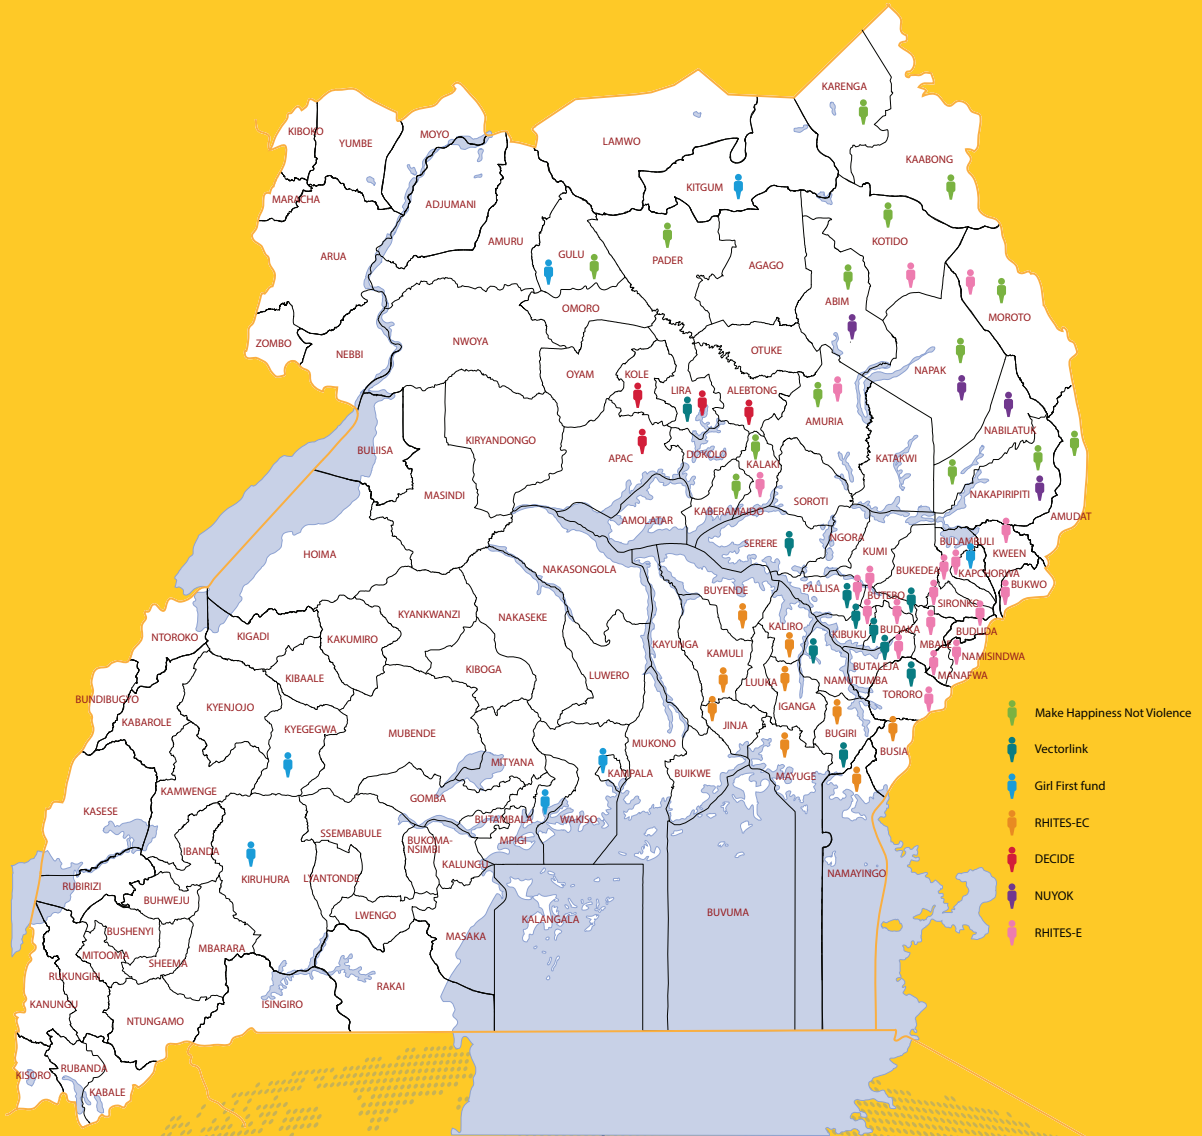 KARENGA
KIBOKO
YUMBE
MOYO
LAMWO
KAABONG
MARACHA
ADJUMANI
KITGUM
ARUA
AMURU
GULU
PADER
AGAGO
KOTIDO
ABIM
MOROTO
OMORO
ZOMBO
NEBBI
NWOYA
OTUKE
OYAM
KOLE
LIRA
ALEBTONG
NAPAK
AMURIA
NABILATUK
BULIISA
KIRYANDONGO
APAC
DOKOLO
KALAKI
KATAKWI
MASINDI
SOROTI
NAKAPIRIPITI
KABERAMAIDO
AMOLATAR
AMUDAT
HOIMA
SERERE
NGORA
KUMI
BULAMBULI
KWEEN
NAKASONGOLA
BUKEDEA
KAPCHORWA
BUKWO
BUYENDE
PALLISA
BUTEBO
SIRONKO
KYANKWANZI
NAKASEKE
NTOROKO
KIGADI
KAKUMIRO
KALIRO
KIBUKU
BUDAKA
BUDUDA
MBALE
KAYUNGA
KAMULI
NAMISINDWA
KIBOGA
LUWERO
BUTALEJA
MANAFWA
KIBAALE
LUUKA
NAMUTUMBA
TORORO
BUNDIBUGYO
KYENJOJO
IGANGA
KABAROLE
KYEGEGWA
MUBENDE
JINJA
BUGIRI
MUKONO
BUSIA
MITYANA
KAMPALA
BUIKWE
MAYUGE
KAMWENGE
GOMBA
KASESE
BUTAMBALA
WAKISO
SSEMBABULE
BUKOMA-
NSIMBI
MPIGI
IBANDA
KALUNGU
KIRUHURA
LYANTONDE
NAMAYINGO
RUBIRIZI
BUHWEJU
LWENGO
KALANGALA
BUVUMA
BUSHENYI
MASAKA
MITOOMA
SHEEMA
MBARARA
RUKUNGIRI
RAKAI
KANUNGU
ISINGIRO
NTUNGAMO
RUBANDA
KISORO
KABALE
Make Happiness Not Violence
Vectorlink
Girl First fund
RHITES-EC
DECIDE
NUYOK
RHITES-E